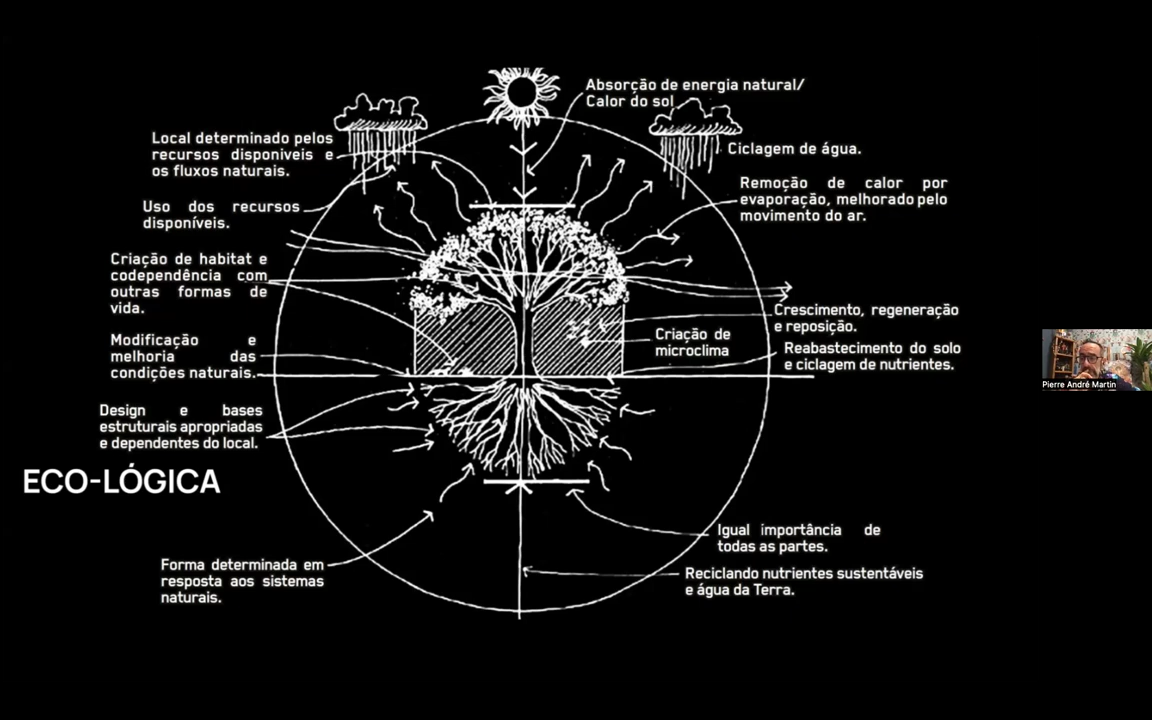 Absorção de energia natural/
Calor do sol
Local determinado pelos
recursos disponiveis e
os fluxos naturais.
Ciclagem de água.
Remoção de calor por
evaporação, melhorado pelo
movimento do ar.
Uso dos recursos
disponíveis.
Criação de habitat e
codependência com
outras formas de
vida.
Crescimento, regeneração
e reposição.
Criação de
microclima
Modificação e
melhoria das
condições naturais.
Reabastecimento do solo
e ciclagem de nutrientes.
Pierre André Martin
Design e bases
estruturais apropriadas
e dependentes do local.
ECO-LÓGICA
Igual importância de
todas as partes.
Forma determinada em
resposta aos sistemas
naturais.
Reciclando nutrientes sustentáveis
e água da Terra.